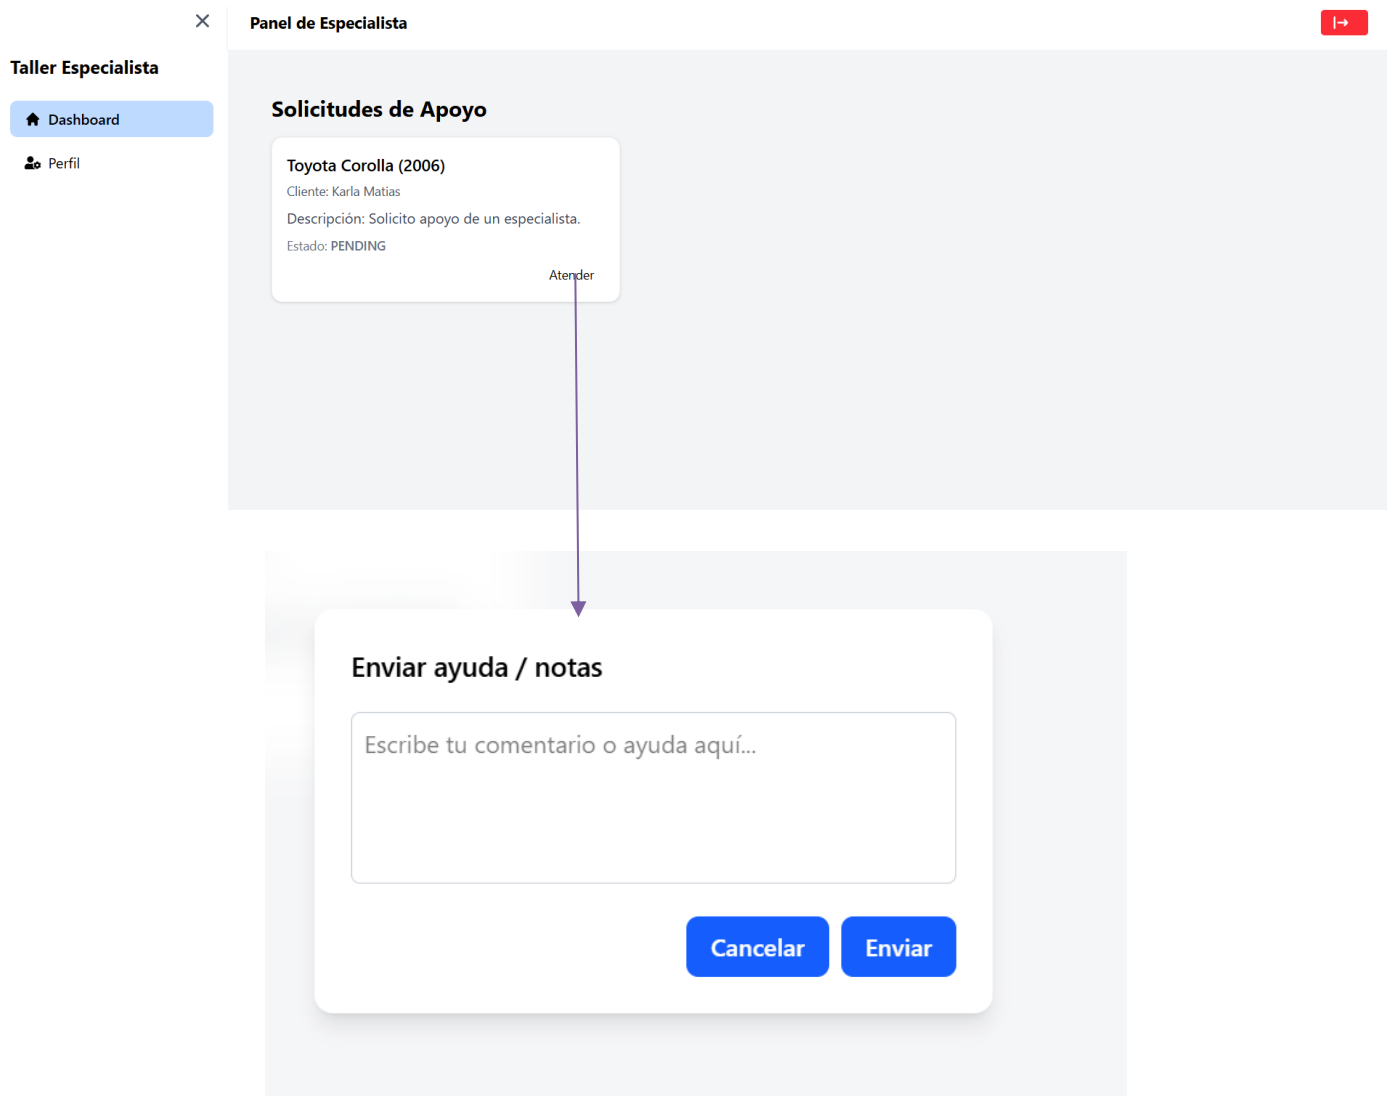 Panel de Especialista
Taller Especialista
Dashboard
Perfil
Solicitudes de Apoyo
Toyota Corolla (2006)
Cliente: Karla Matias
Descripción: Solicito apoyo de un especialista.
Estado: PENDING
Atender
Enviar ayuda / notas
Escribe tu comentario o ayuda aquí...
Cancelar
Enviar